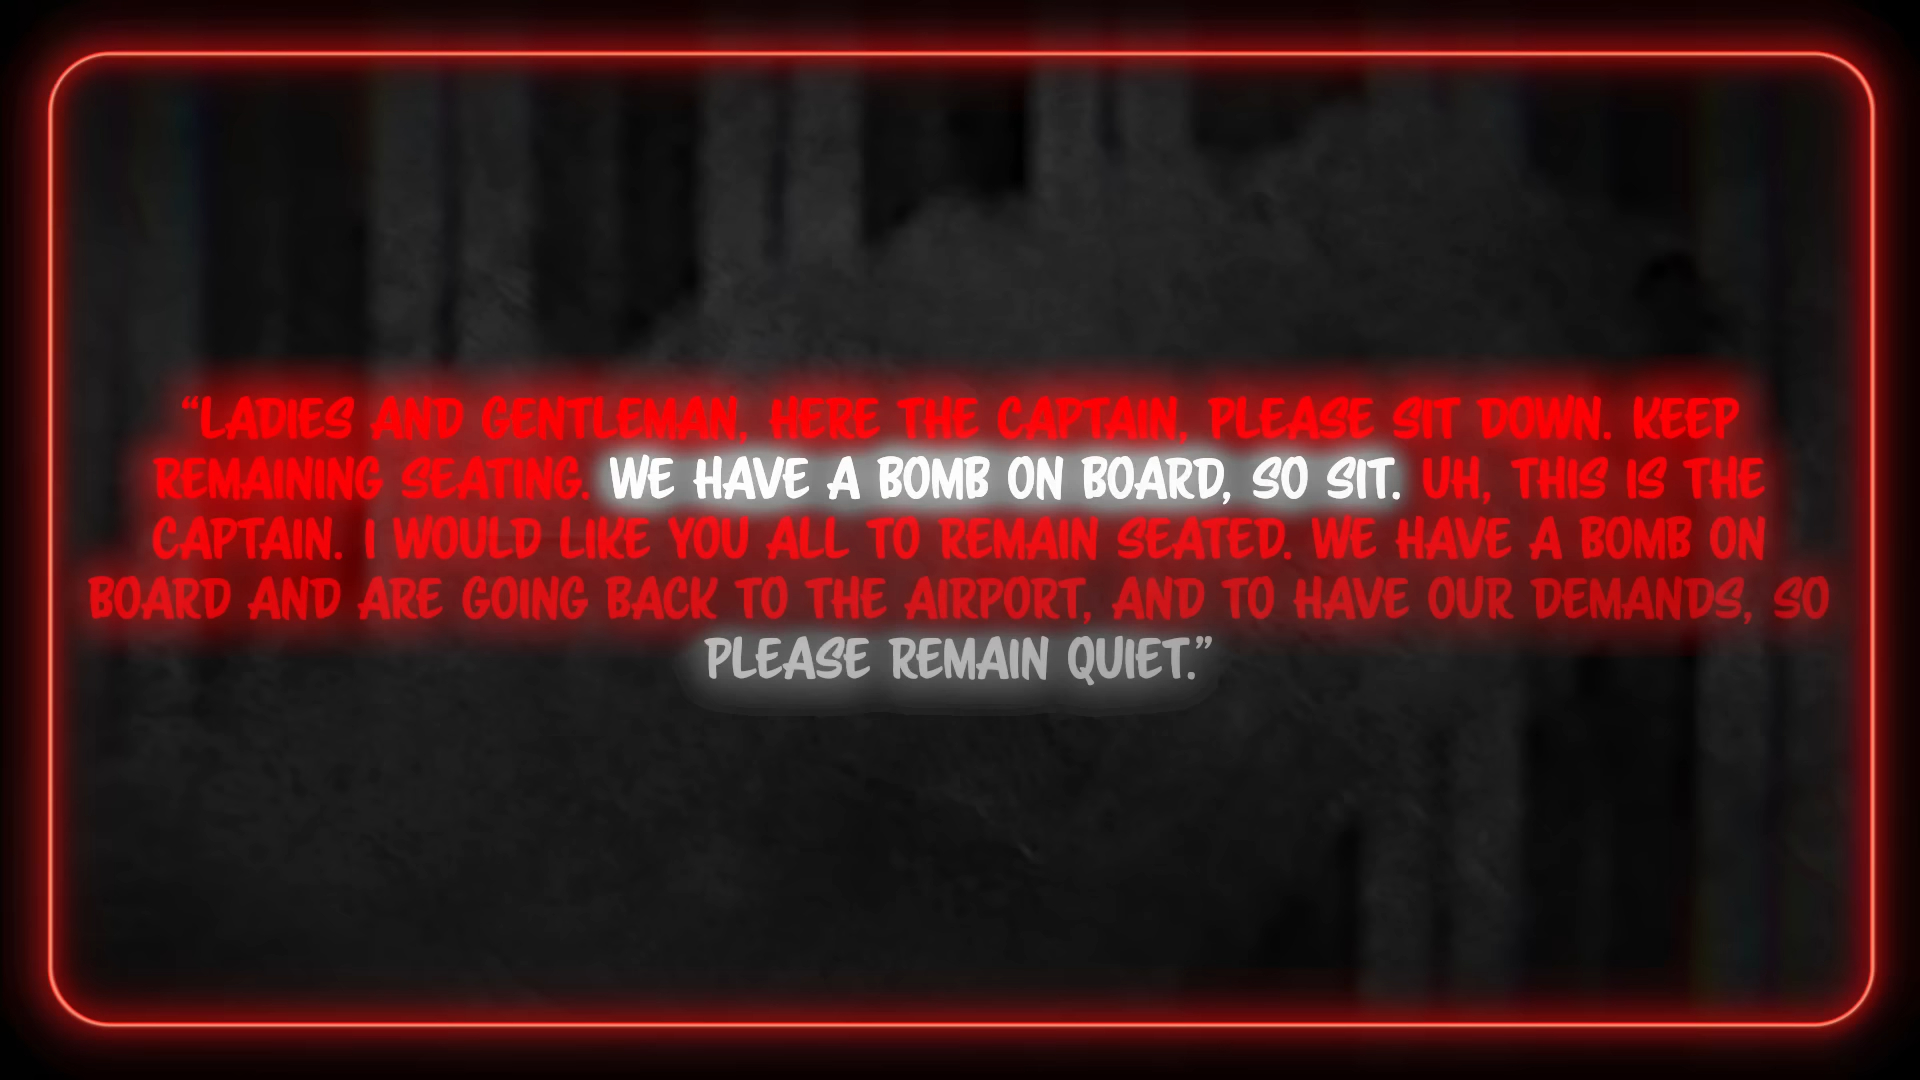 “LADIES AND GENTLEMAN, HERE THE CAPTAIN, PLEASE SIT DOWN. KEEP
REMAINING SEATING. WE HAVE A BOMB ON BOARD, SO SIT. UH, THIS IS THE
CAPTAIN. I WOULD LIKE YOU ALL TO REMAIN SEATED. WE HAVE A BOMB ON
BOARD AND ARE GOING BACK TO THE AIRPORT, AND TO HAVE OUR DEMANDS, SO
PLEASE REMAIN QUIET.”